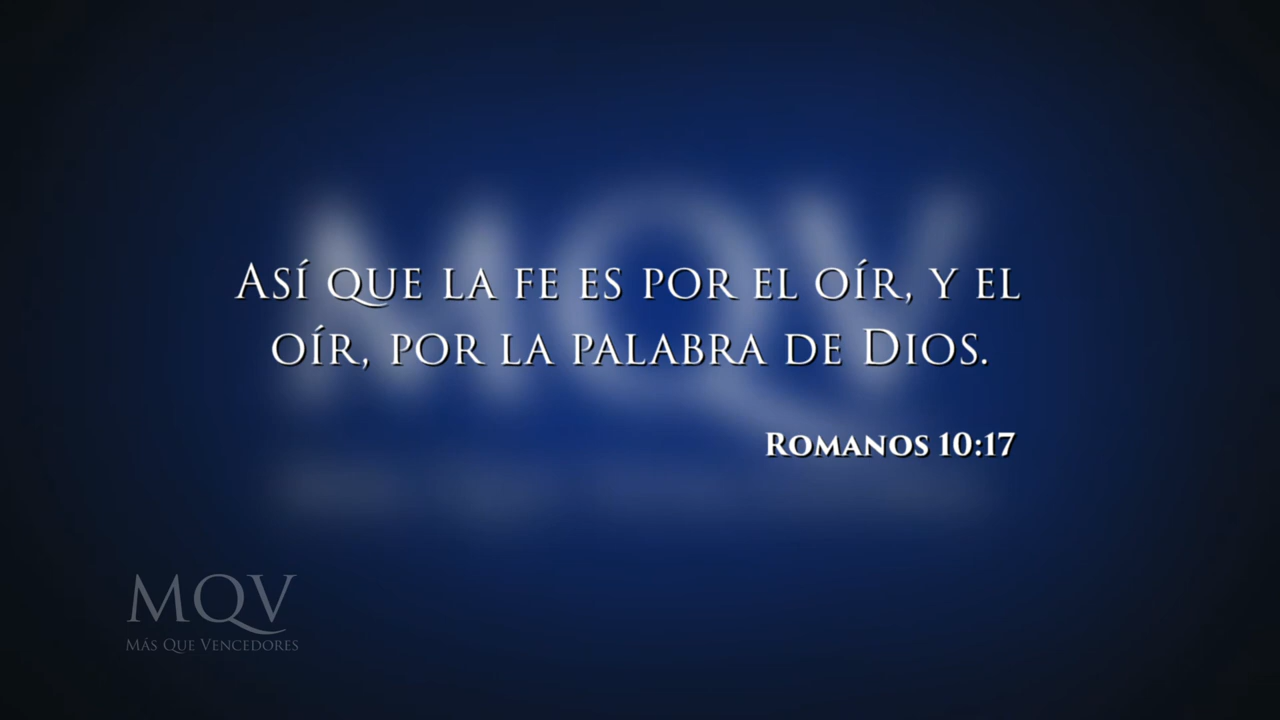 Así que la fe es por el oír, y el
oír, por la palabra de Dios.
Romanos 10:17
MQV
Más Que Vencedores